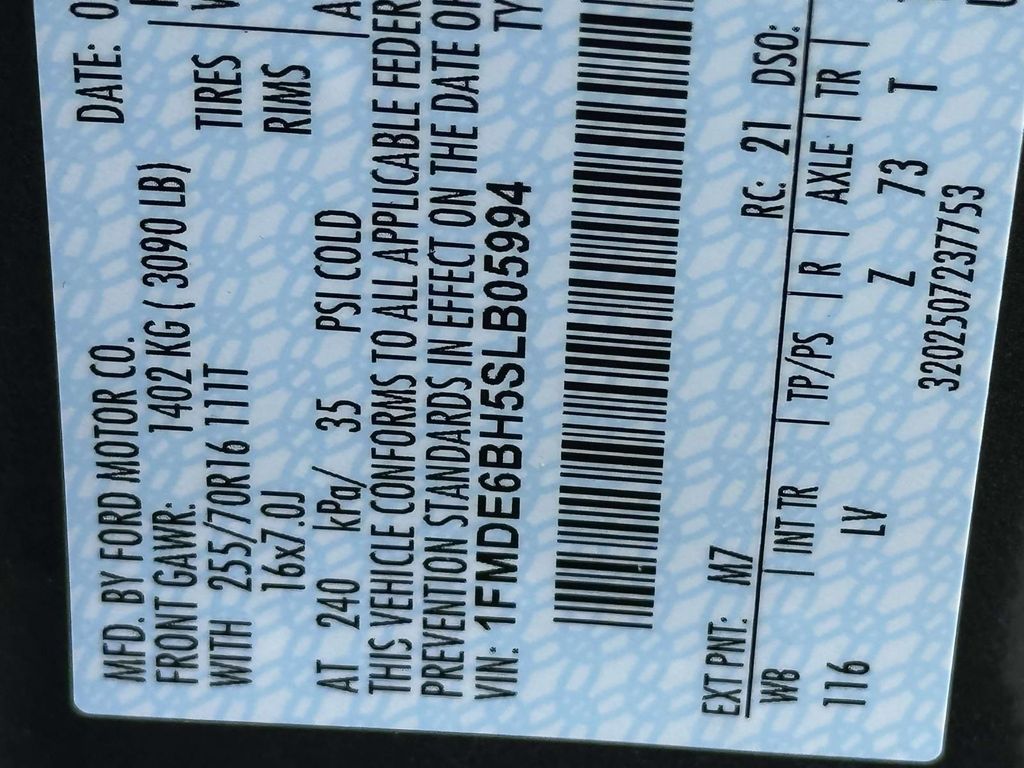 MFD. BY FORD MOTOR CO. DATE: 0
FRONT GAWR: 1402 KG ( 3090 LB)
WITH 255/70R16 111T TIRES
16x7.0J RIMS
AT 240 kPa/ 35 PSI COLD A
THIS VEHICLE CONFORMS TO ALL APPLICABLE FEDER
PREVENTION STANDARDS IN EFFECT ON THE DATE O
VIN: 1FMDE6BH5SLB05994 TY
EXT PNT: M7 RC: 21 DSO:
WB | INT TR | TP/PS | R | AXLE | TR |
116 LV Z 73 T
3202507237753